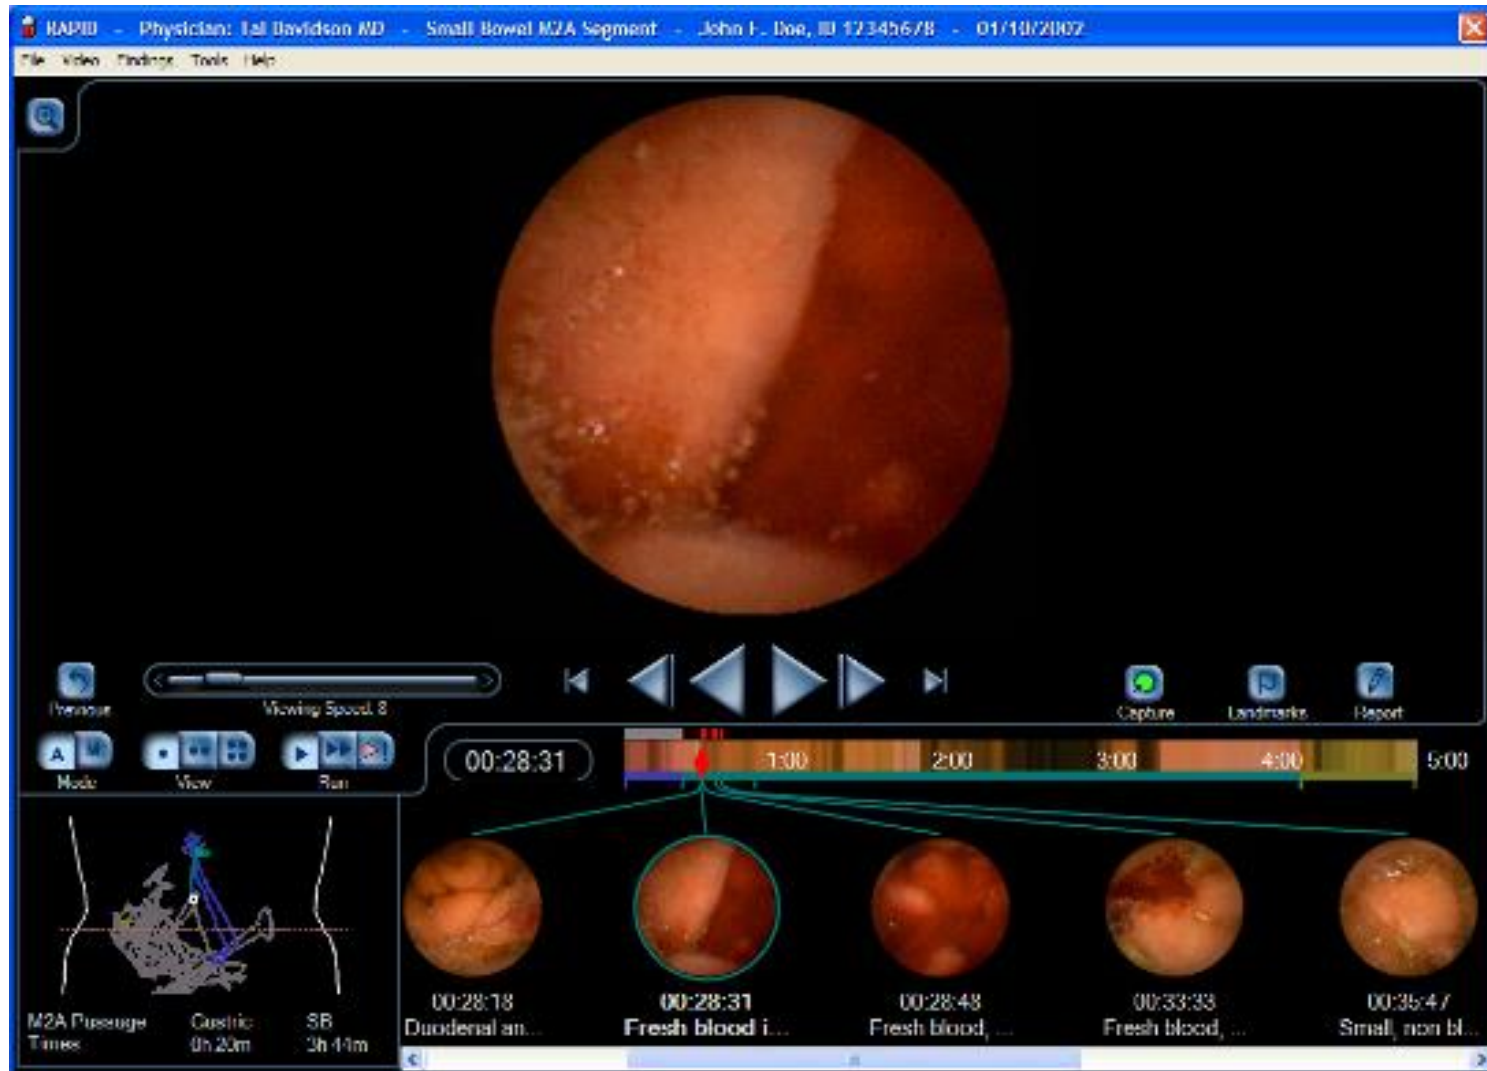 RAPID - Physician: Tal Davidson MD - Small Bowel M2A Segment - John F. Doe, ID 12345678 - 01/10/2002
File Video Findings Tools Help
Previous
Viewing Speed: 8
Capture
Landmarks
Report
A M
Mode
View
Run
00:28:31
1:00
2:00
3:00
4:00
5:00
M2A Passage Times
Gastric 0h 20m
SB 3h 44m
00:28:18
Duodenal an...
00:28:31
Fresh blood i...
00:28:48
Fresh blood, ...
00:33:33
Fresh blood, ...
00:35:47
Small, non bl...